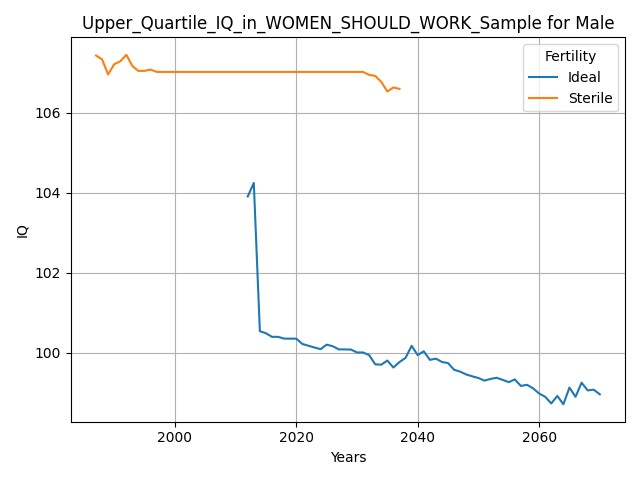 Upper_Quartile_IQ_in_WOMEN_SHOULD_WORK_Sample for Male
Fertility
Ideal
Sterile
106
104
102
100
IQ
2000
2020
2040
2060
Years